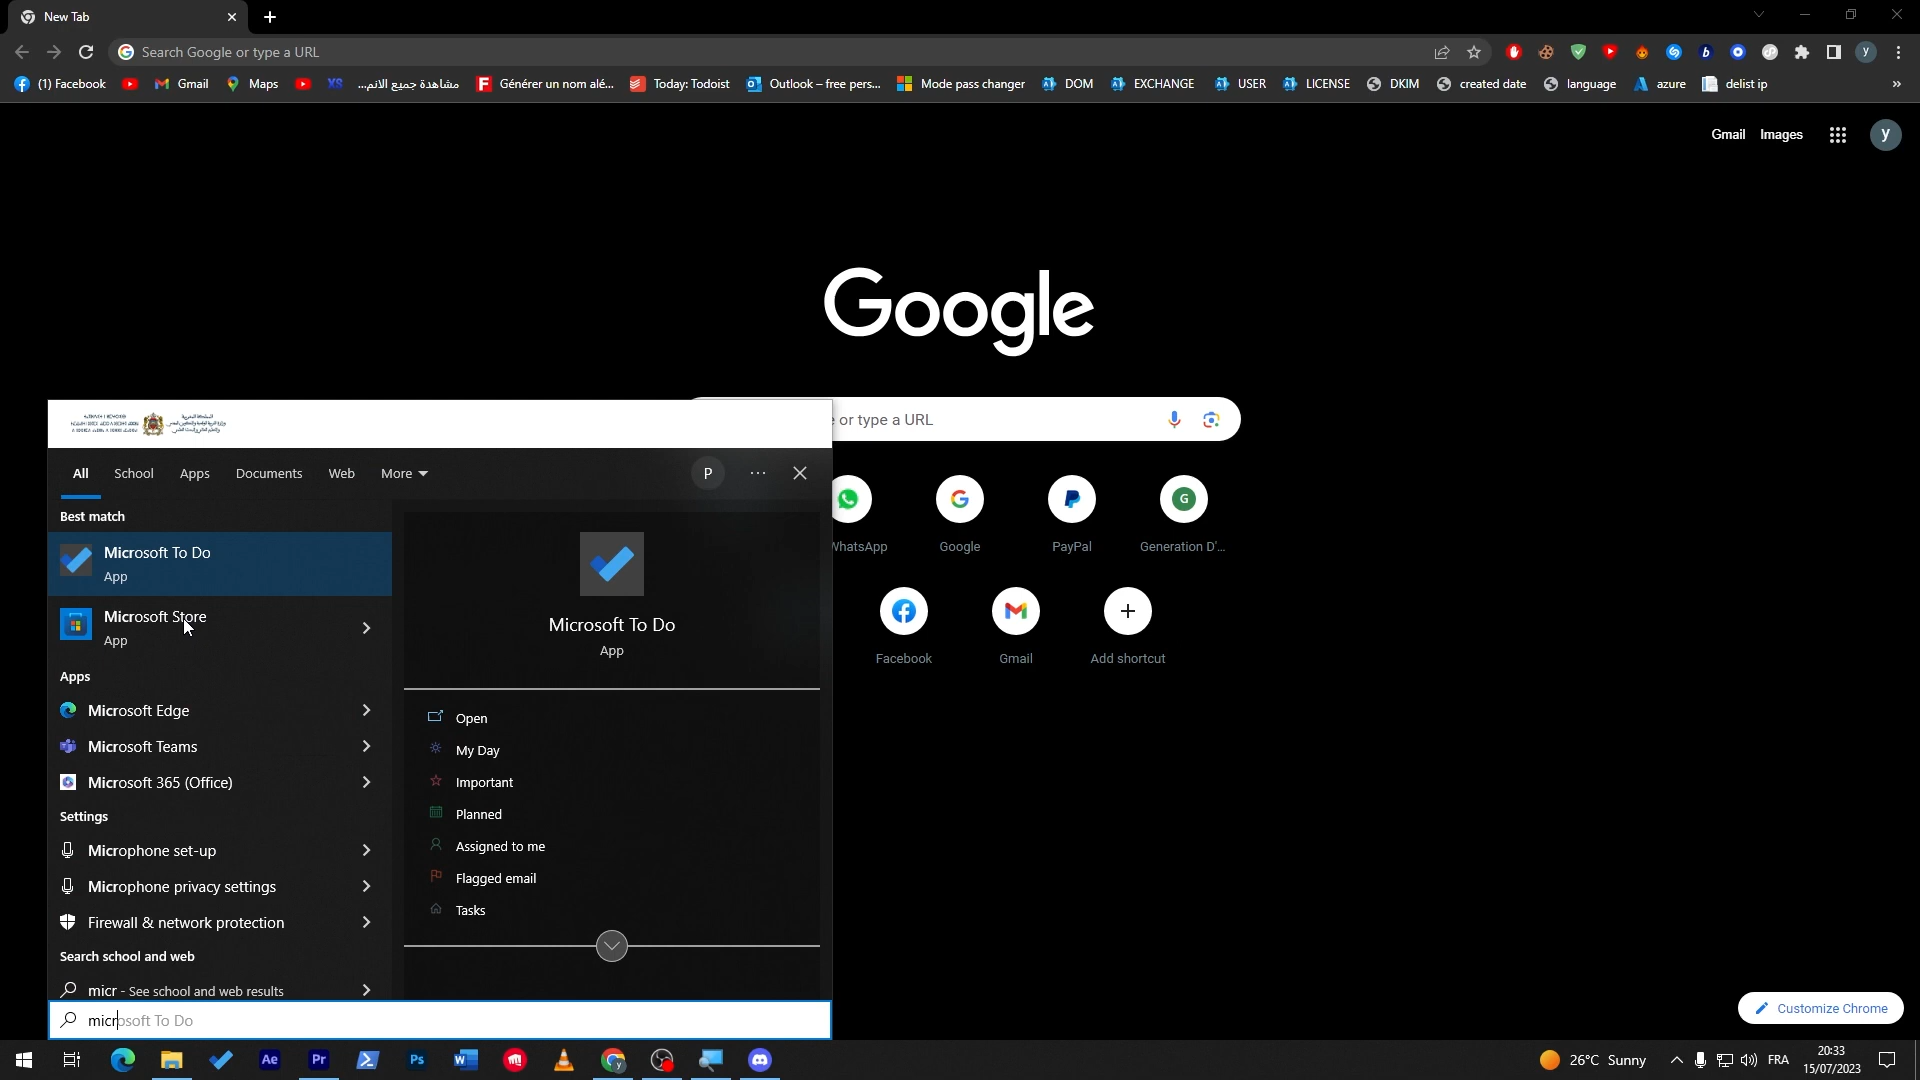 New Tab
Search Google or type a URL
(1) Facebook
Gmail
Maps
مشاهدة جميع الانم...
Générer un nom alé...
Today: Todoist
Outlook – free pers...
Mode pass changer
DOM
EXCHANGE
USER
LICENSE
DKIM
created date
language
azure
delist ip
Gmail
Images
y
Google
or type a URL
All
School
Apps
Documents
Web
More
P
Best match
Microsoft To Do
App
Microsoft Store
App
Apps
Microsoft Edge
Microsoft Teams
Microsoft 365 (Office)
Settings
Microphone set-up
Microphone privacy settings
Firewall & network protection
Search school and web
micr - See school and web results
microsoft To Do
Microsoft To Do
App
Open
My Day
Important
Planned
Assigned to me
Flagged email
Tasks
WhatsApp
Google
PayPal
G
Generation D'...
Facebook
Gmail
Add shortcut
Customize Chrome
Ae
Pr
Ps
26°C Sunny
FRA
20:33
15/07/2023